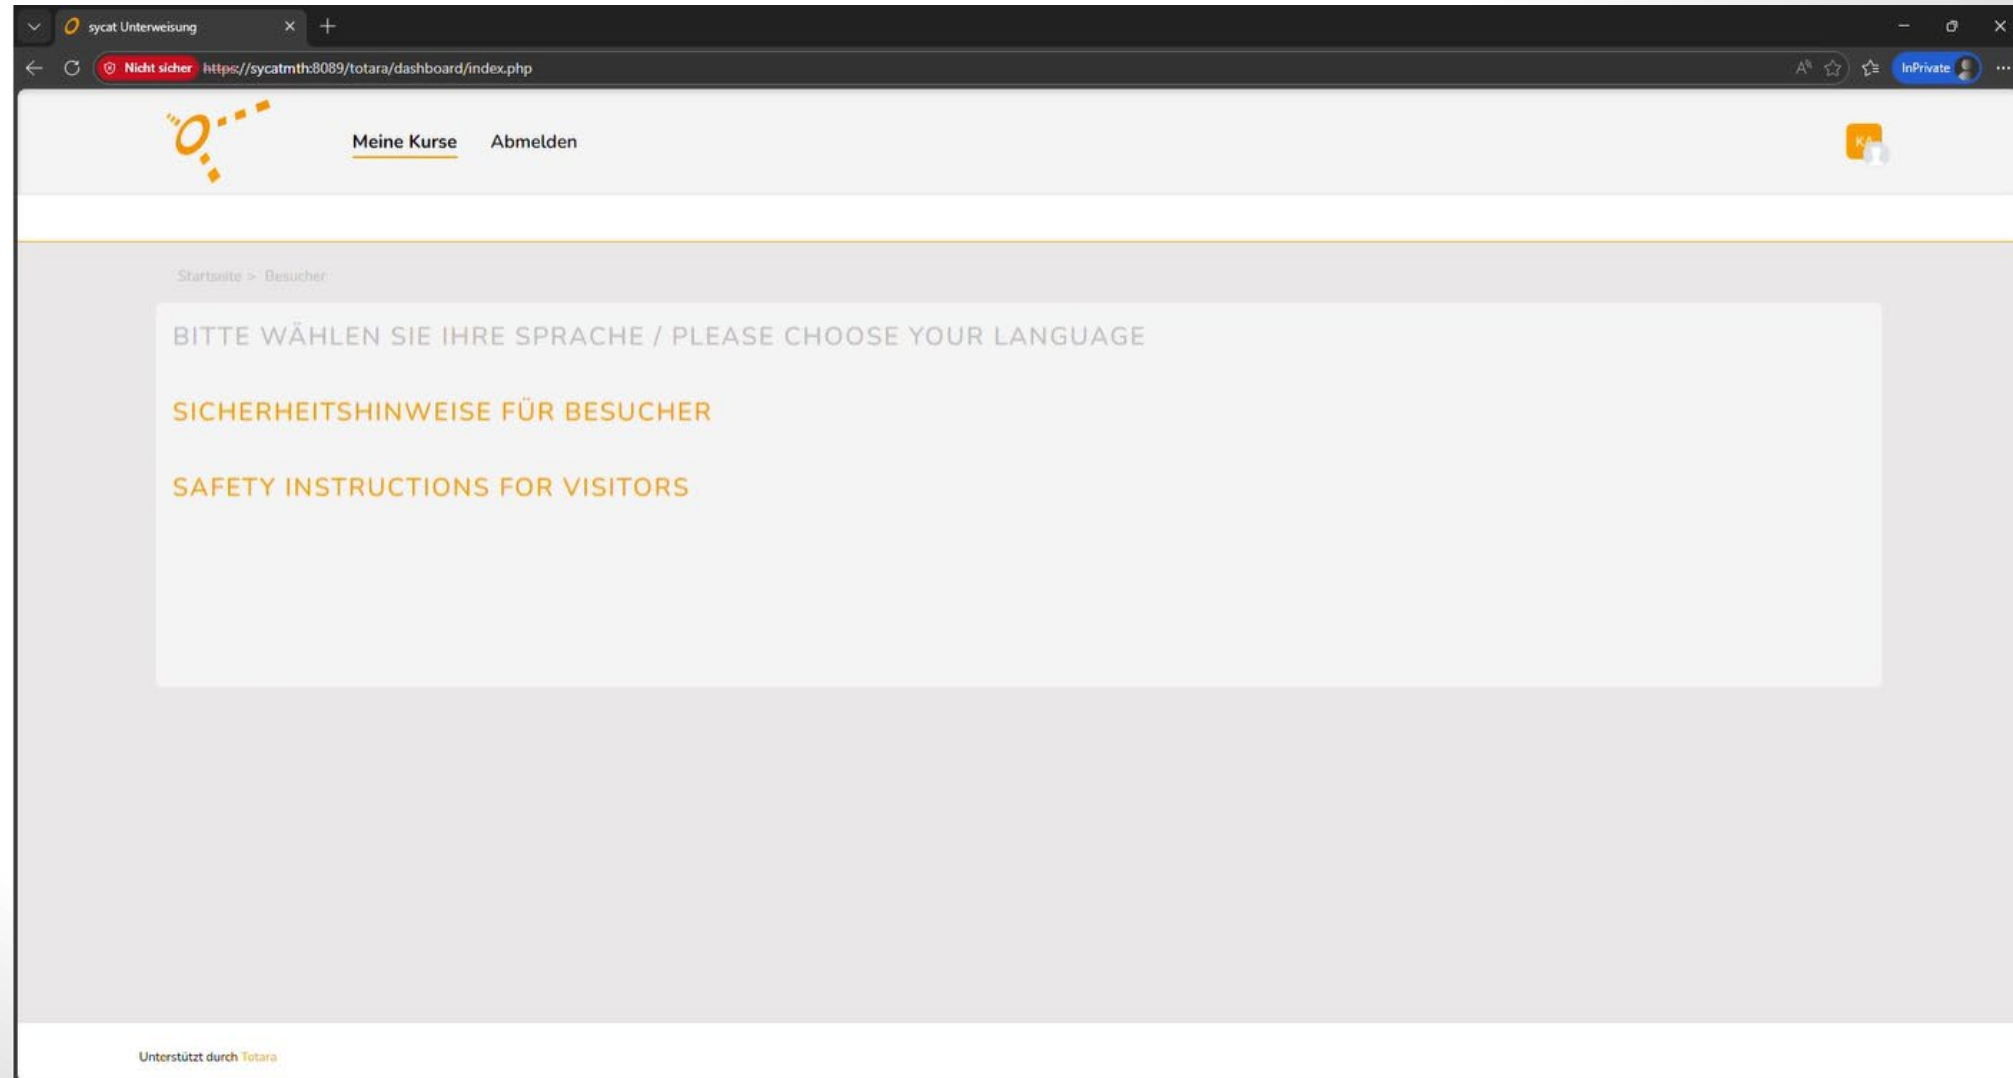 sycat Unterweisung
Nicht sicher https://sycatmth:8089/totara/dashboard/index.php
InPrivate
Meine Kurse Abmelden
KA
Startseite > Besucher
BITTE WÄHLEN SIE IHRE SPRACHE / PLEASE CHOOSE YOUR LANGUAGE
SICHERHEITSHINWEISE FÜR BESUCHER
SAFETY INSTRUCTIONS FOR VISITORS
Unterstützt durch Totara